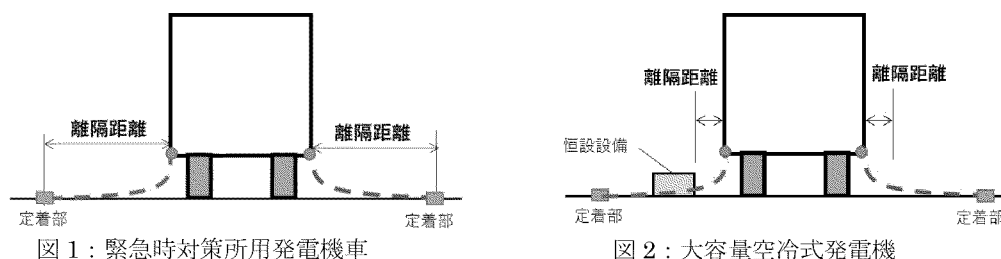 離隔距離
離隔距離
定着部
定着部
図1：緊急時対策所用発電機車
離隔距離
離隔距離
恒設設備
定着部
定着部
図2：大容量空冷式発電機